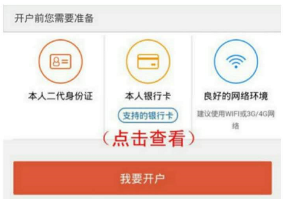 开户前您需要准备
本人二代身份证
本人银行卡
良好的网络环境
支持的银行卡
建议使用WIFI或3G/4G网
络
（点击查看）
我要开户